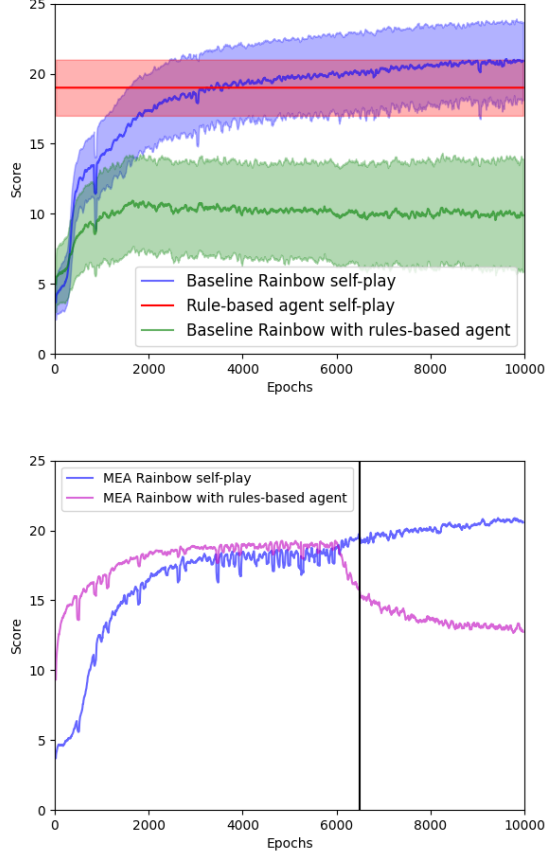 25
20
15
10
5
0
Score
Baseline Rainbow self-play
Rule-based agent self-play
Baseline Rainbow with rules-based agent
0 2000 4000 6000 8000 10000
Epochs
25
20
15
10
5
0
Score
MEA Rainbow self-play
MEA Rainbow with rules-based agent
0 2000 4000 6000 8000 10000
Epochs